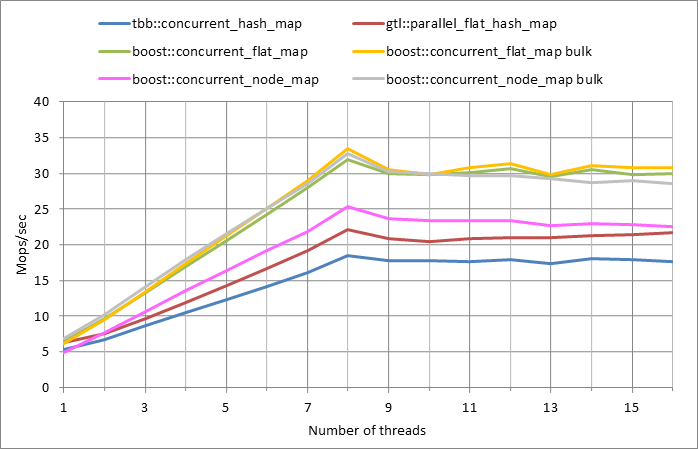 tbb::concurrent_hash_map gtl::parallel_flat_hash_map
boost::concurrent_flat_map boost::concurrent_flat_map bulk
boost::concurrent_node_map boost::concurrent_node_map bulk
40
35
30
25
20
15
10
5
0
Mops/sec
1 3 5 7 9 11 13 15
Number of threads